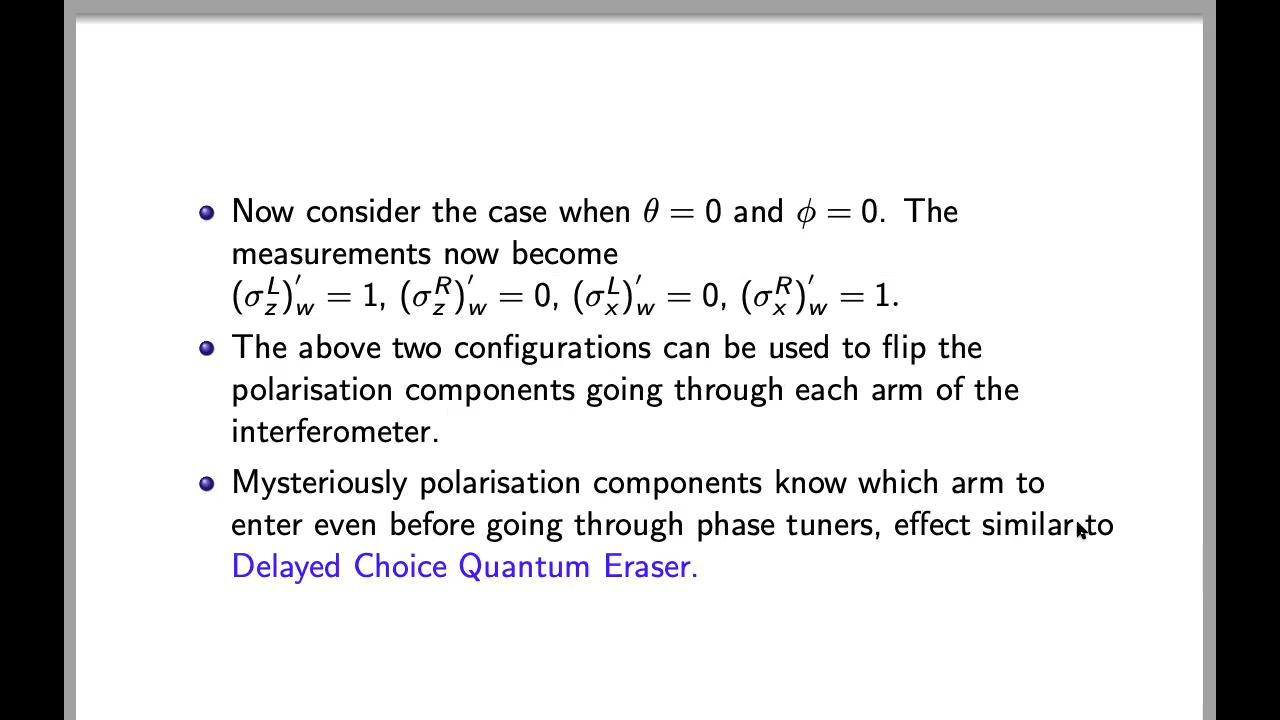 Now consider the case when θ = 0 and ϕ = 0. The
measurements now become
(σ_z^L)'_w = 1, (σ_z^R)'_w = 0, (σ_x^L)'_w = 0, (σ_x^R)'_w = 1.
The above two configurations can be used to flip the
polarisation components going through each arm of the
interferometer.
Mysteriously polarisation components know which arm to
enter even before going through phase tuners, effect similar to
Delayed Choice Quantum Eraser.